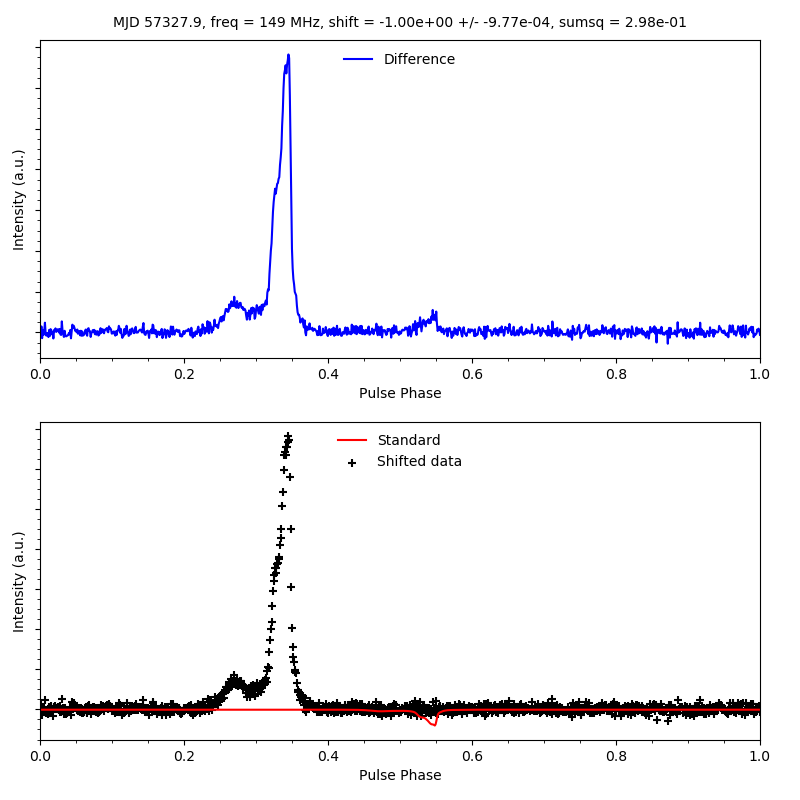 MJD 57327.9, freq = 149 MHz, shift = -1.00e+00 +/- -9.77e-04, sumsq = 2.98e-01
Difference
Intensity (a.u.)
0.0 0.2 0.4 0.6 0.8 1.0
Pulse Phase
Standard
Shifted data
Intensity (a.u.)
0.0 0.2 0.4 0.6 0.8 1.0
Pulse Phase